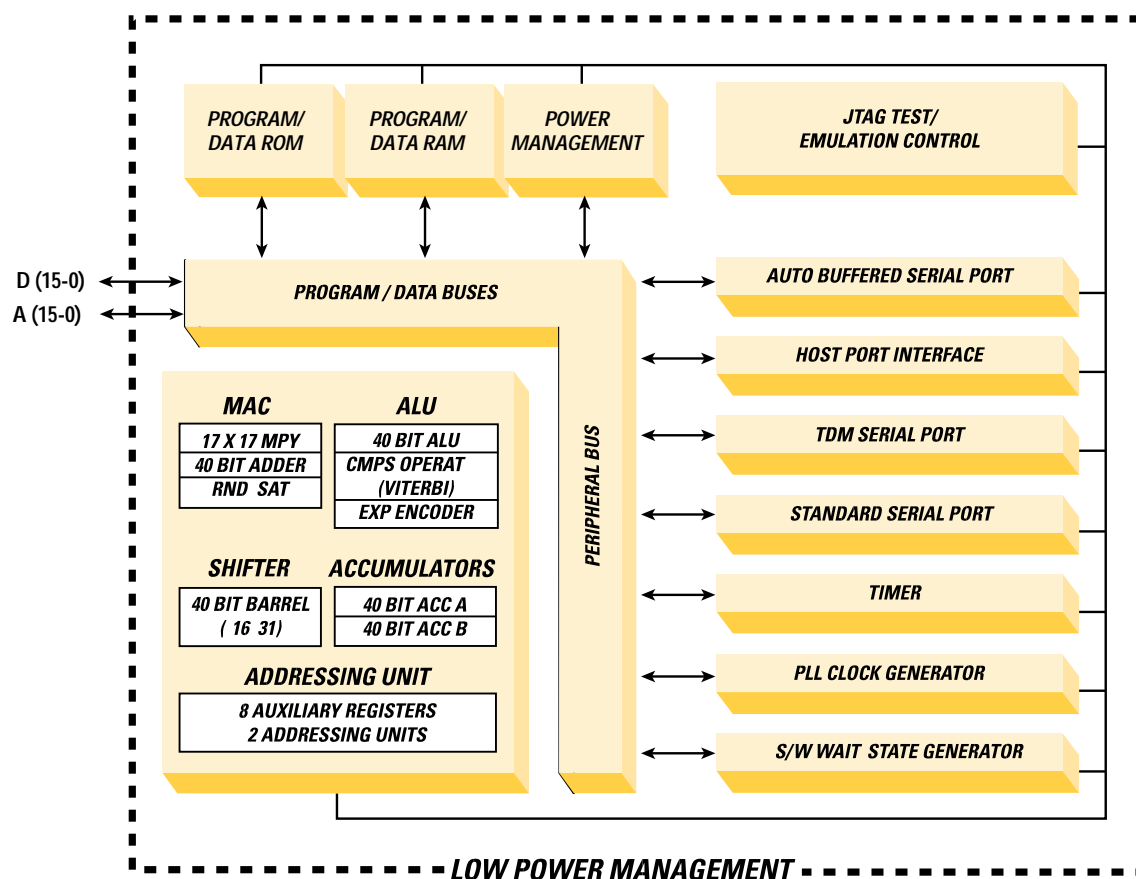 PROGRAM/
DATA ROM
PROGRAM/
DATA RAM
POWER
MANAGEMENT
JTAG TEST/
EMULATION CONTROL
D (15-0)
A (15-0)
PROGRAM / DATA BUSES
PERIPHERAL BUS
AUTO BUFFERED SERIAL PORT
HOST PORT INTERFACE
TDM SERIAL PORT
STANDARD SERIAL PORT
TIMER
PLL CLOCK GENERATOR
S/W WAIT STATE GENERATOR
MAC
17 X 17 MPY
40 BIT ADDER
RND SAT
ALU
40 BIT ALU
CMPS OPERAT
(VITERBI)
EXP ENCODER
SHIFTER
40 BIT BARREL
( 16 31)
ACCUMULATORS
40 BIT ACC A
40 BIT ACC B
ADDRESSING UNIT
8 AUXILIARY REGISTERS
2 ADDRESSING UNITS
LOW POWER MANAGEMENT